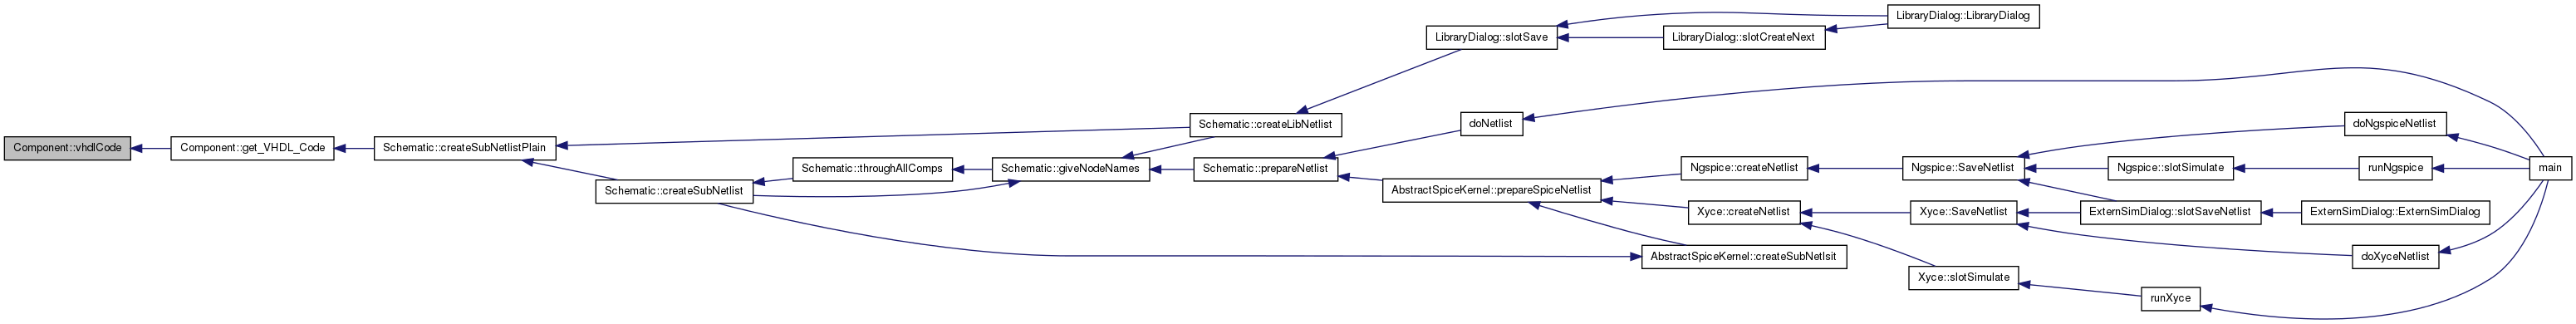 Component::vhdlCode
Component::get_VHDL_Code
Schematic::createSubNetlistPlain
Schematic::createSubNetlist
Schematic::throughAllComps
Schematic::giveNodeNames
Schematic::createLibNetlist
Schematic::prepareNetlist
LibraryDialog::slotSave
LibraryDialog::slotCreateNext
LibraryDialog::LibraryDialog
doNetlist
AbstractSpiceKernel::prepareSpiceNetlist
AbstractSpiceKernel::createSubNetlsit
Ngspice::createNetlist
Xyce::createNetlist
Ngspice::SaveNetlist
Xyce::SaveNetlist
Xyce::slotSimulate
doNgspiceNetlist
Ngspice::slotSimulate
runNgspice
ExternSimDialog::slotSaveNetlist
ExternSimDialog::ExternSimDialog
doXyceNetlist
runXyce
main